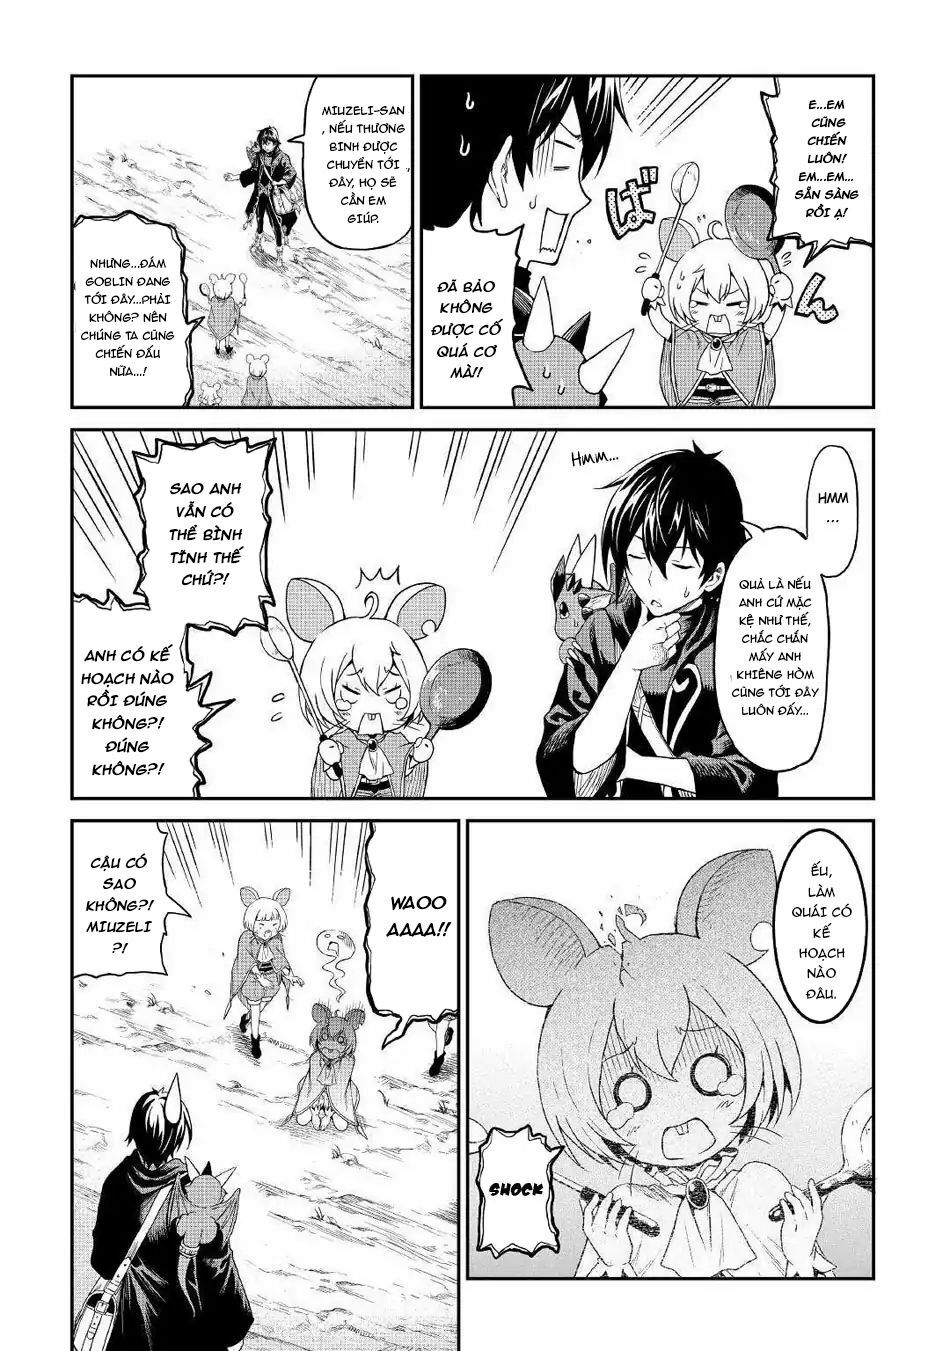 E...EM
CŨNG
CHIẾN
LUÔN!
EM...EM...
SẴN SÀNG
RỒI Ạ!
ば
ん
ĐÃ BẢO
KHÔNG
ĐƯỢC CỐ
QUÁ CƠ
MÀ!!
MIUZELI-SAN
, NẾU THƯƠNG
BINH ĐƯỢC
CHUYỂN TỚI
ĐÂY, HỌ SẼ
CẦN EM
GIÚP.
NHƯNG...ĐÁM
GOBLIN ĐANG
TỚI ĐÂY...PHẢI
KHÔNG? NÊN
CHÚNG TA CŨNG
CHIẾN ĐẤU
NỮA...!
HMM
...
HMM...
QUẢ LÀ NẾU
ANH CỨ MẶC
KỆ NHƯ THẾ,
CHẮC CHẮN
MẤY ANH
KHIÊNG HÒM
CŨNG TỚI ĐÂY
LUÔN ĐẤY...
SAO ANH
VẪN CÓ
THỂ BÌNH
TĨNH THẾ
CHỨ?!
ANH CÓ KẾ
HOẠCH NÀO
RỒI ĐÚNG
KHÔNG?!
ĐÚNG
KHÔNG?!
ẾU,
LÀM
QUÁI CÓ
KẾ
HOẠCH
NÀO
ĐÂU.
SHOCK
WAOO
AAAA!!
CẬU CÓ
SAO
KHÔNG?!
MIUZELI
?!